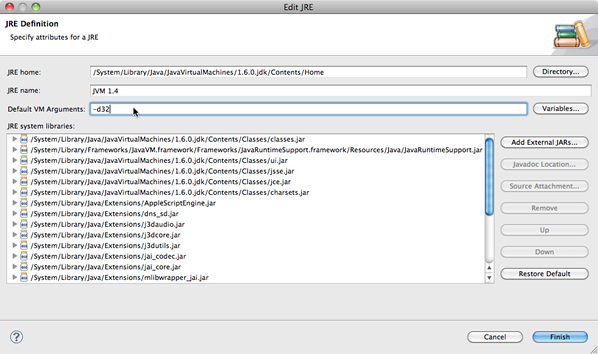 Edit JRE
JRE Definition
Specify attributes for a JRE
JRE home: /System/Library/Java/JavaVirtualMachines/1.6.0.jdk/Contents/Home Directory...
JRE name: JVM 1.4
Default VM Arguments: -d32 Variables...
JRE system libraries:
/System/Library/Java/JavaVirtualMachines/1.6.0.jdk/Contents/Classes/classes.jar Add External JARs...
/System/Library/Frameworks/JavaVM.framework/Frameworks/JavaRuntimeSupport.framework/Resources/Java/JavaRuntimeSupport.jar
/System/Library/Java/JavaVirtualMachines/1.6.0.jdk/Contents/Classes/ui.jar Javadoc Location...
/System/Library/Java/JavaVirtualMachines/1.6.0.jdk/Contents/Classes/jsse.jar
/System/Library/Java/JavaVirtualMachines/1.6.0.jdk/Contents/Classes/jce.jar Source Attachment...
/System/Library/Java/JavaVirtualMachines/1.6.0.jdk/Contents/Classes/charsets.jar
/System/Library/Java/Extensions/AppleScriptEngine.jar Remove
/System/Library/Java/Extensions/dns_sd.jar
/System/Library/Java/Extensions/j3daudio.jar Up
/System/Library/Java/Extensions/j3dcore.jar
/System/Library/Java/Extensions/j3dutils.jar Down
/System/Library/Java/Extensions/jai_codec.jar
/System/Library/Java/Extensions/jai_core.jar Restore Default
/System/Library/Java/Extensions/mlibwrapper_jai.jar
? Cancel Finish